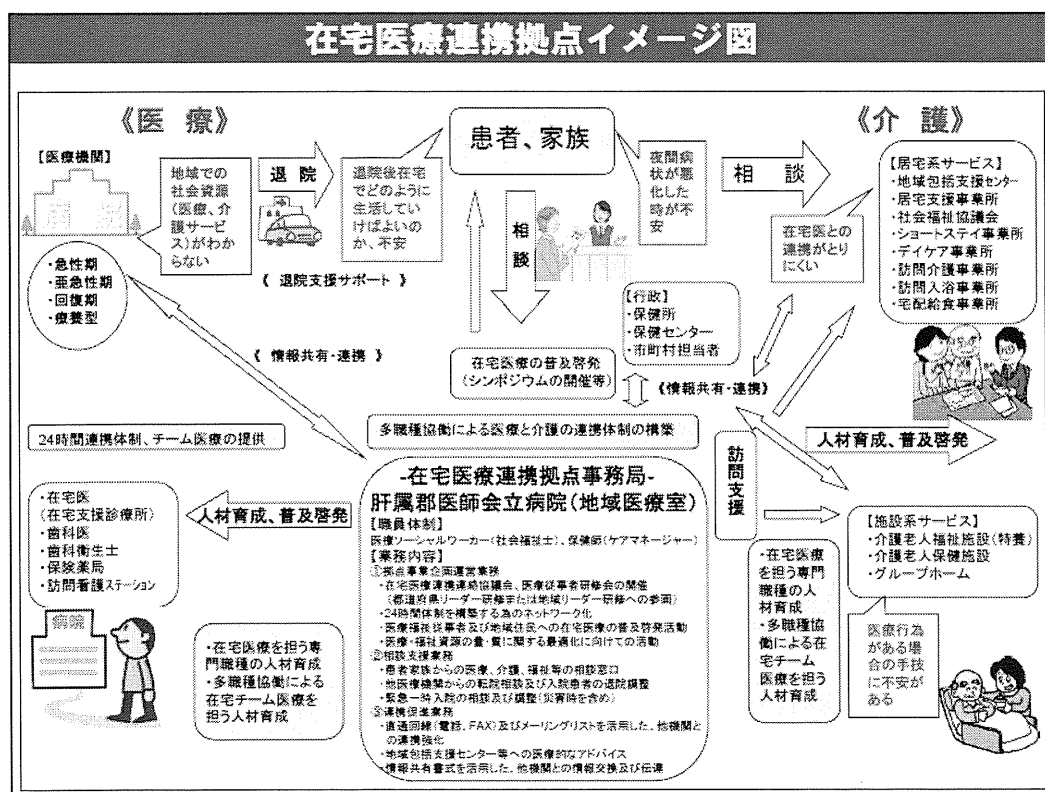 在宅医療連携拠点イメージ図
《医 療》
《介 護》
【医療機関】
病院
・急性期
・亜急性期
・回復期
・療養型
地域での
社会資源
(医療、介
護サービ
ス)がわか
らない
退 院
退院後在宅
でどのように
生活してい
けばよいの
か、不安
《 退院支援サポート 》
患者、家族
相談
夜間病
状が悪
化した
時が不
安
相 談
在宅医との
連携がとり
にくい
【居宅系サービス】
・地域包括支援センター
・居宅支援事業所
・社会福祉協議会
・ショートステイ事業所
・デイケア事業所
・訪問介護事業所
・訪問入浴事業所
・宅配給食事業所
【行政】
・保健所
・保健センター
・市町村担当者
《 情報共有・連携 》
在宅医療の普及啓発
(シンポジウムの開催等)
《情報共有・連携》
24時間連携体制、チーム医療の提供
多職種協働による医療と介護の連携体制の構築
訪問支援
人材育成、普及啓発
・在宅医
(在宅支援診療所)
・歯科医
・歯科衛生士
・保険薬局
・訪問看護ステーション
人材育成、普及啓発
-在宅医療連携拠点事務局-
肝属郡医師会立病院(地域医療室)
【職員体制】
医療ソーシャルワーカー(社会福祉士)、保健師(ケアマネージャー)
【業務内容】
①拠点事業企画運営業務
・在宅医療連携連絡協議会、医療従事者研修会の開催
(都道府県リーダー研修または地域リーダー研修への参画)
・24時間体制を構築する為のネットワーク化
・医療福祉従事者及び地域住民への在宅医療の普及啓発活動
・医療・福祉資源の量・質に関する最適化に向けての活動
②相談支援業務
・患者家族からの医療、介護、福祉等の相談窓口
・他医療機関からの転院相談及び入院患者の退院調整
・緊急一時入院の相談及び調整(災害時を含め)
③連携促進業務
・直通回線(電話、FAX)及びメーリングリストを活用した、他機関と
の連携強化
・地域包括支援センター等への医療的なアドバイス
・情報共有書式を活用した、他機関との情報交換及び伝達
【施設系サービス】
・介護老人福祉施設(特養)
・介護老人保健施設
・グループホーム
・在宅医療
を担う専門
職種の人
材育成
・多職種協
働による在
宅チーム
医療を担う
人材育成
医療行為
がある場
合の手技
に不安が
ある
病院
・在宅医療を担う専
門職種の人材育成
・多職種協働による
在宅チーム医療を
担う人材育成